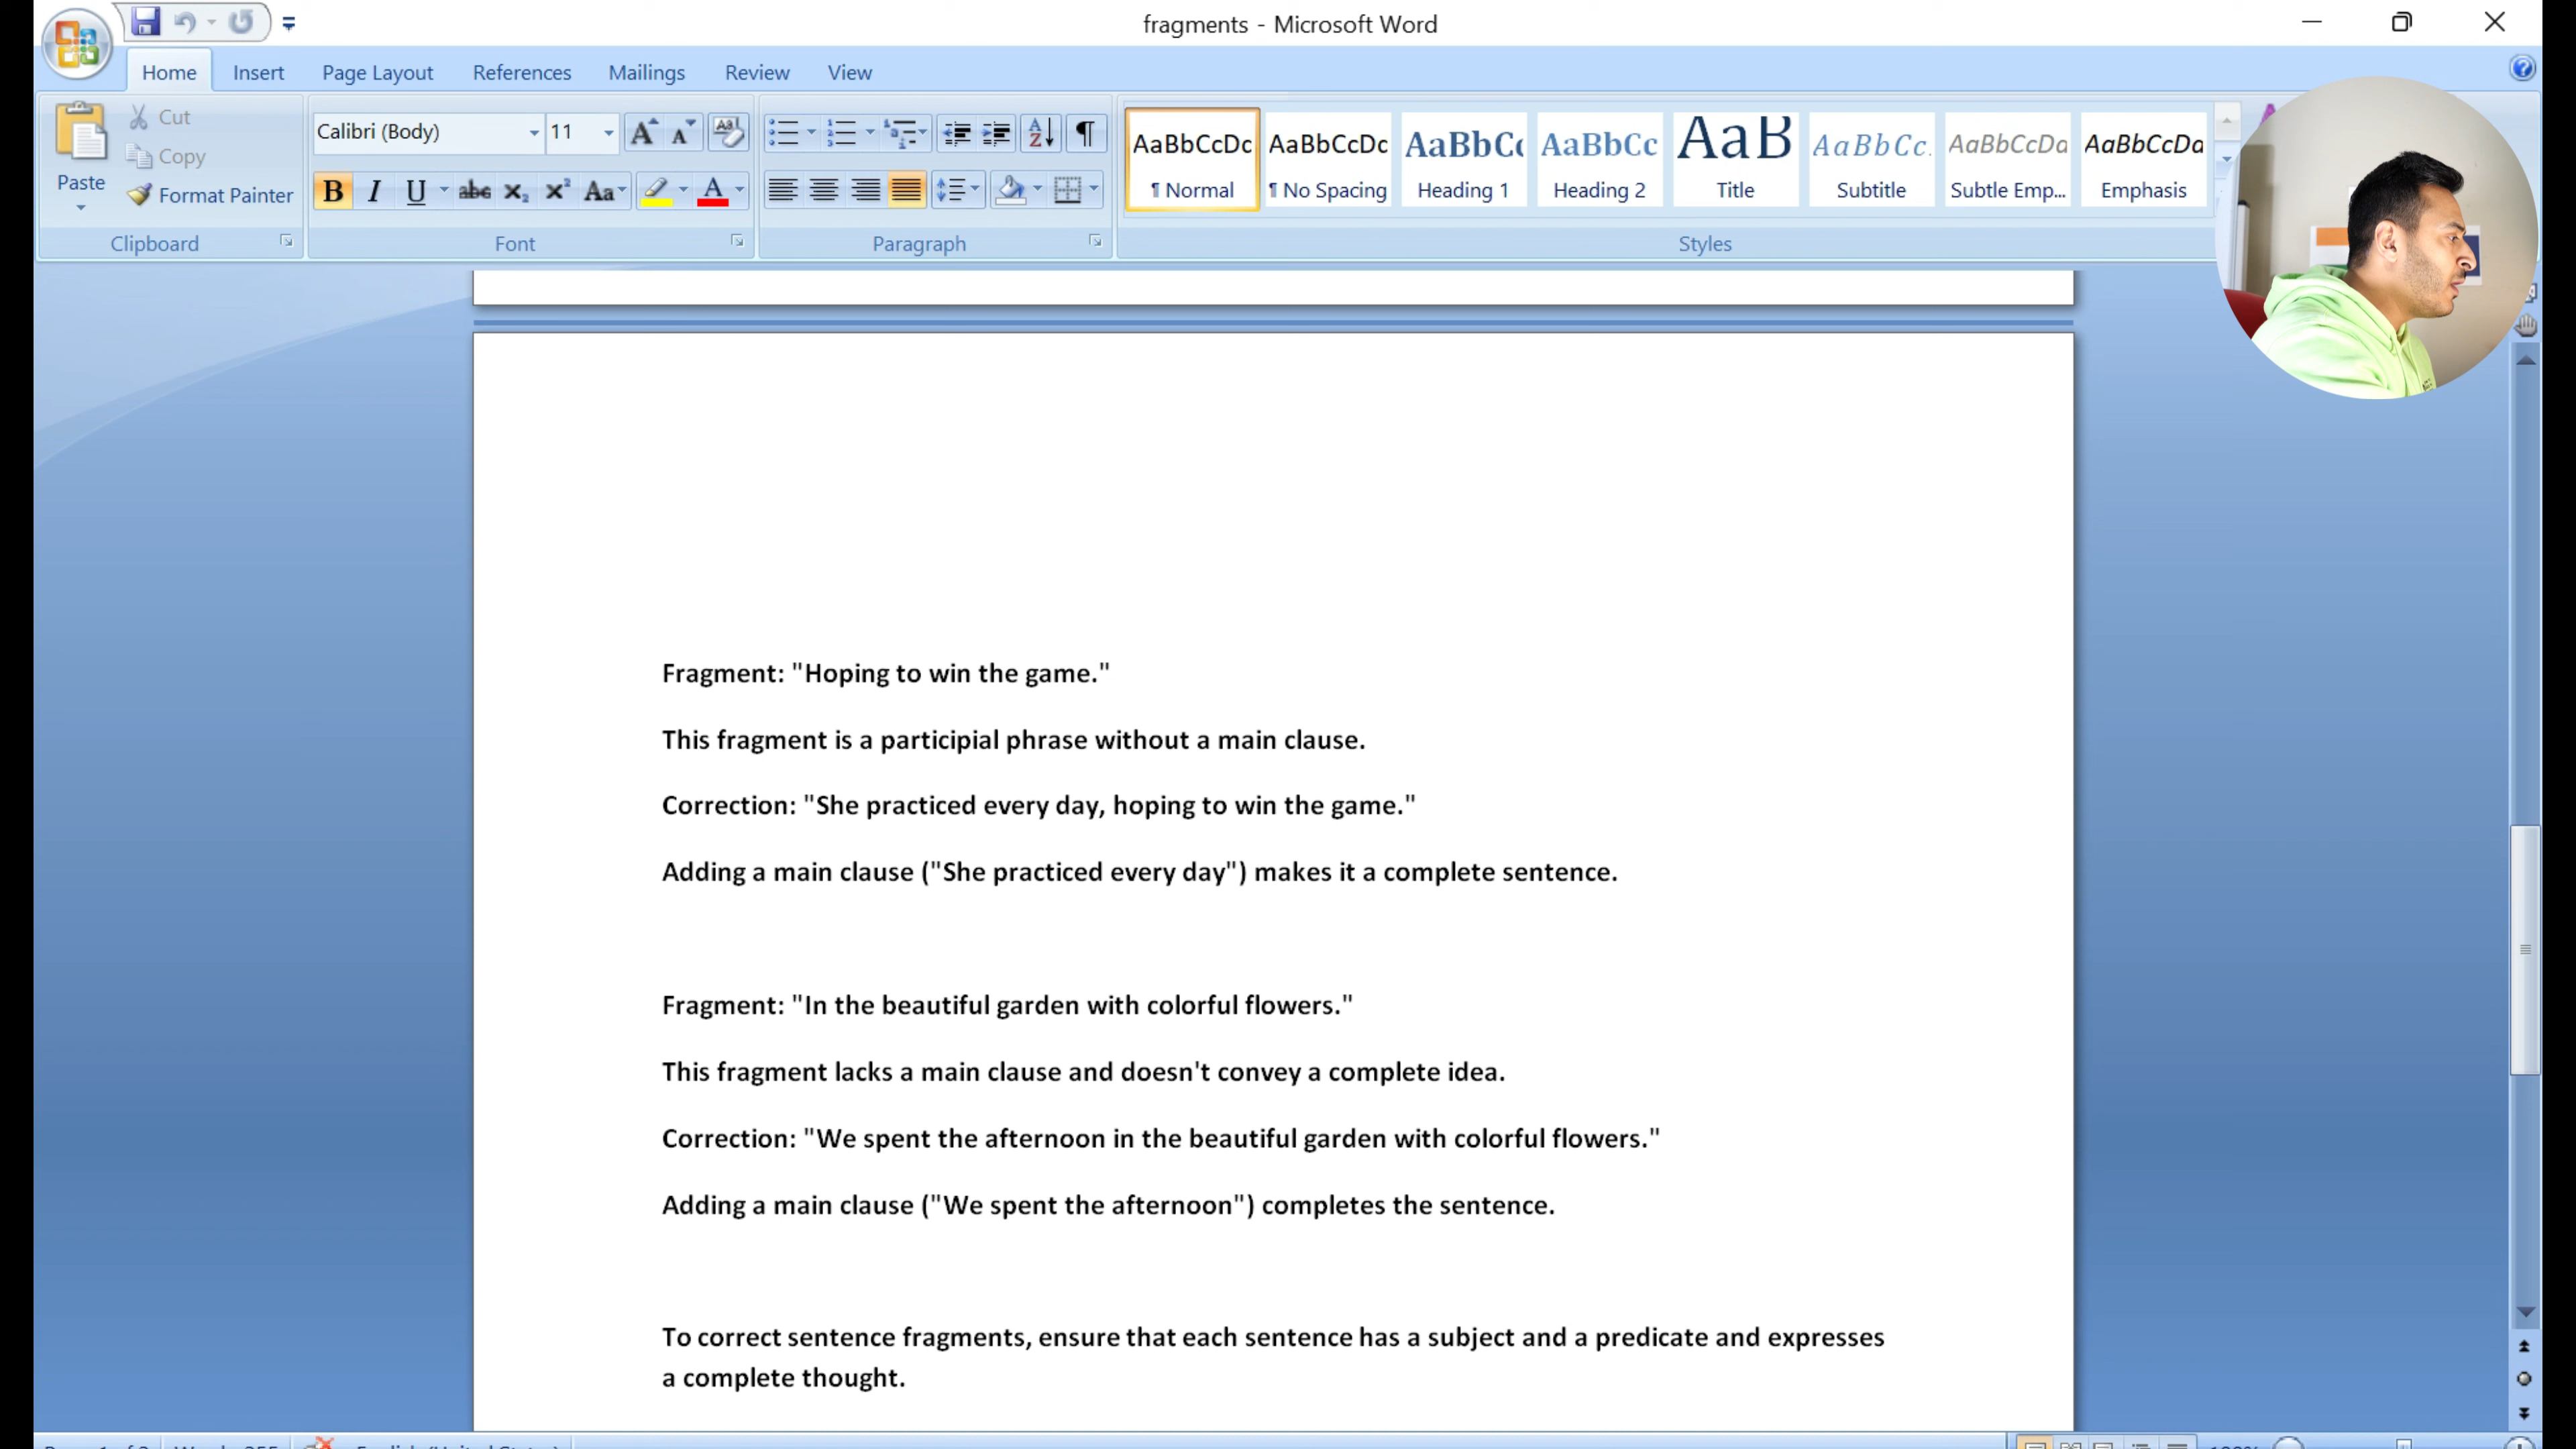 fragments - Microsoft Word
Home Insert Page Layout References Mailings Review View
Paste
Cut
Copy
Format Painter
Clipboard
Calibri (Body) 11
Font
Paragraph
AaBbCcDc AaBbCcDc AaBbCc AaBbCc AaB AaBbCc. AaBbCcDa AaBbCcDa
¶ Normal ¶ No Spacing Heading 1 Heading 2 Title Subtitle Subtle Emp... Emphasis
Styles
Fragment: "Hoping to win the game."
This fragment is a participial phrase without a main clause.
Correction: "She practiced every day, hoping to win the game."
Adding a main clause ("She practiced every day") makes it a complete sentence.
Fragment: "In the beautiful garden with colorful flowers."
This fragment lacks a main clause and doesn't convey a complete idea.
Correction: "We spent the afternoon in the beautiful garden with colorful flowers."
Adding a main clause ("We spent the afternoon") completes the sentence.
To correct sentence fragments, ensure that each sentence has a subject and a predicate and expresses
a complete thought.